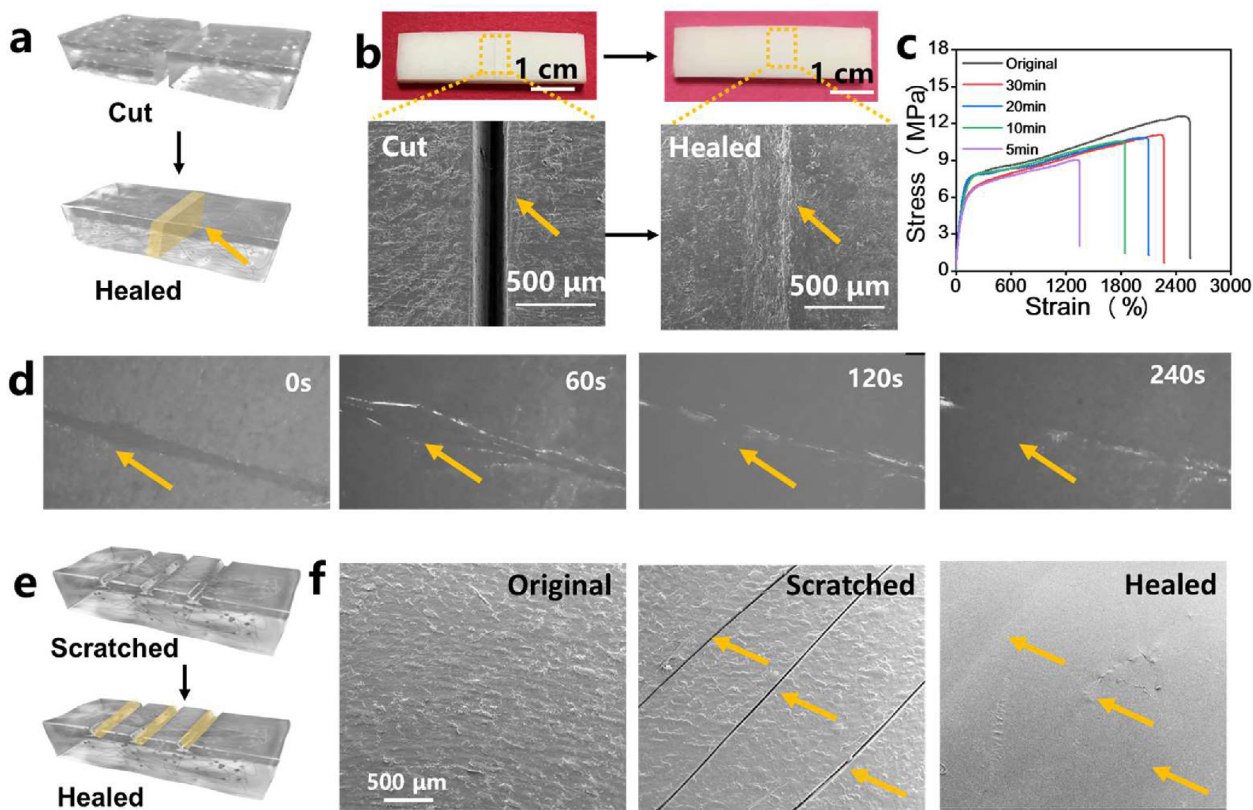 a
Cut
Healed
b
1 cm
1 cm
Cut
500 μm
Healed
500 μm
c
Stress （MPa）
18
15
12
9
6
3
0
Original
30min
20min
10min
5min
0 600 1200 1800 2400 3000
Strain （%）
d
0s
60s
120s
240s
e
Scratched
Healed
f
Original
500 μm
Scratched
Healed